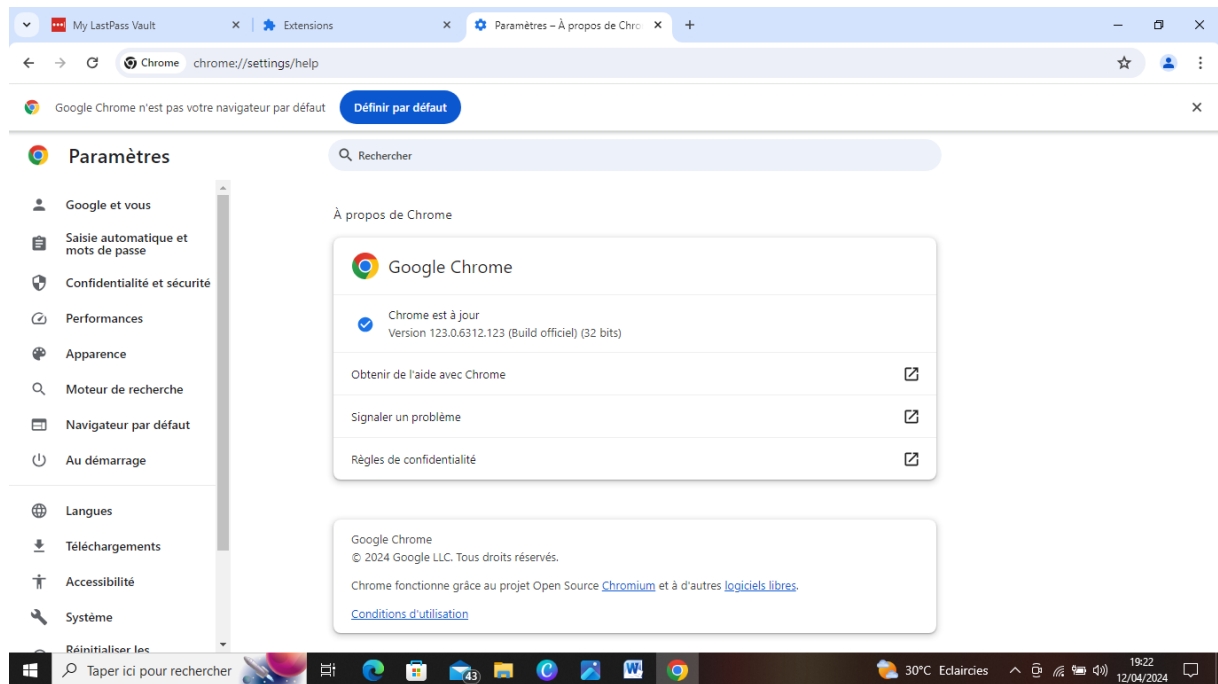 My LastPass Vault
Extensions
Paramètres – À propos de Chro
Chrome
chrome://settings/help
Google Chrome n'est pas votre navigateur par défaut
Définir par défaut
Paramètres
Rechercher
Google et vous
Saisie automatique et
mots de passe
Confidentialité et sécurité
Performances
Apparence
Moteur de recherche
Navigateur par défaut
Au démarrage
Langues
Téléchargements
Accessibilité
Système
Réinitialiser les
À propos de Chrome
Google Chrome
Chrome est à jour
Version 123.0.6312.123 (Build officiel) (32 bits)
Obtenir de l'aide avec Chrome
Signaler un problème
Règles de confidentialité
Google Chrome
© 2024 Google LLC. Tous droits réservés.
Chrome fonctionne grâce au projet Open Source Chromium et à d'autres logiciels libres.
Conditions d'utilisation
Taper ici pour rechercher
43
30°C Eclaircies
19:22
12/04/2024